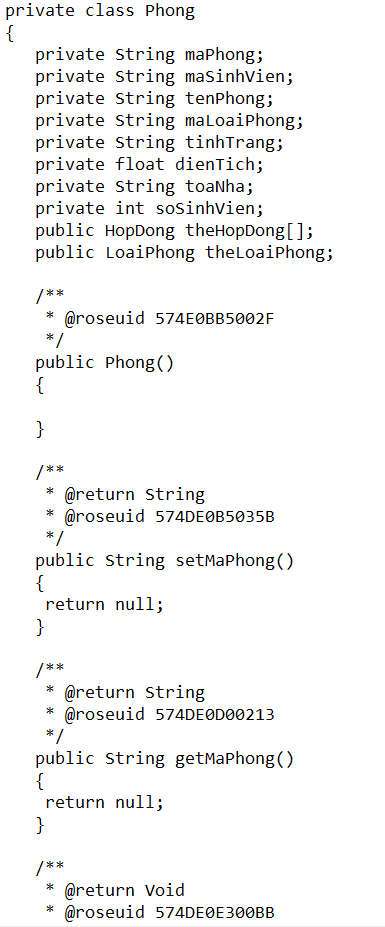 private class Phong
{
   private String maPhong;
   private String maSinhVien;
   private String tenPhong;
   private String maLoaiPhong;
   private String tinhTrang;
   private float dienTich;
   private String toaNha;
   private int soSinhVien;
   public HopDong theHopDong[];
   public LoaiPhong theLoaiPhong;

   /**
    * @roseuid 574E0BB5002F
    */
   public Phong()
   {

   }

   /**
    * @return String
    * @roseuid 574DE0B5035B
    */
   public String setMaPhong()
   {
    return null;
   }

   /**
    * @return String
    * @roseuid 574DE0D00213
    */
   public String getMaPhong()
   {
    return null;
   }

   /**
    * @return Void
    * @roseuid 574DE0E300BB